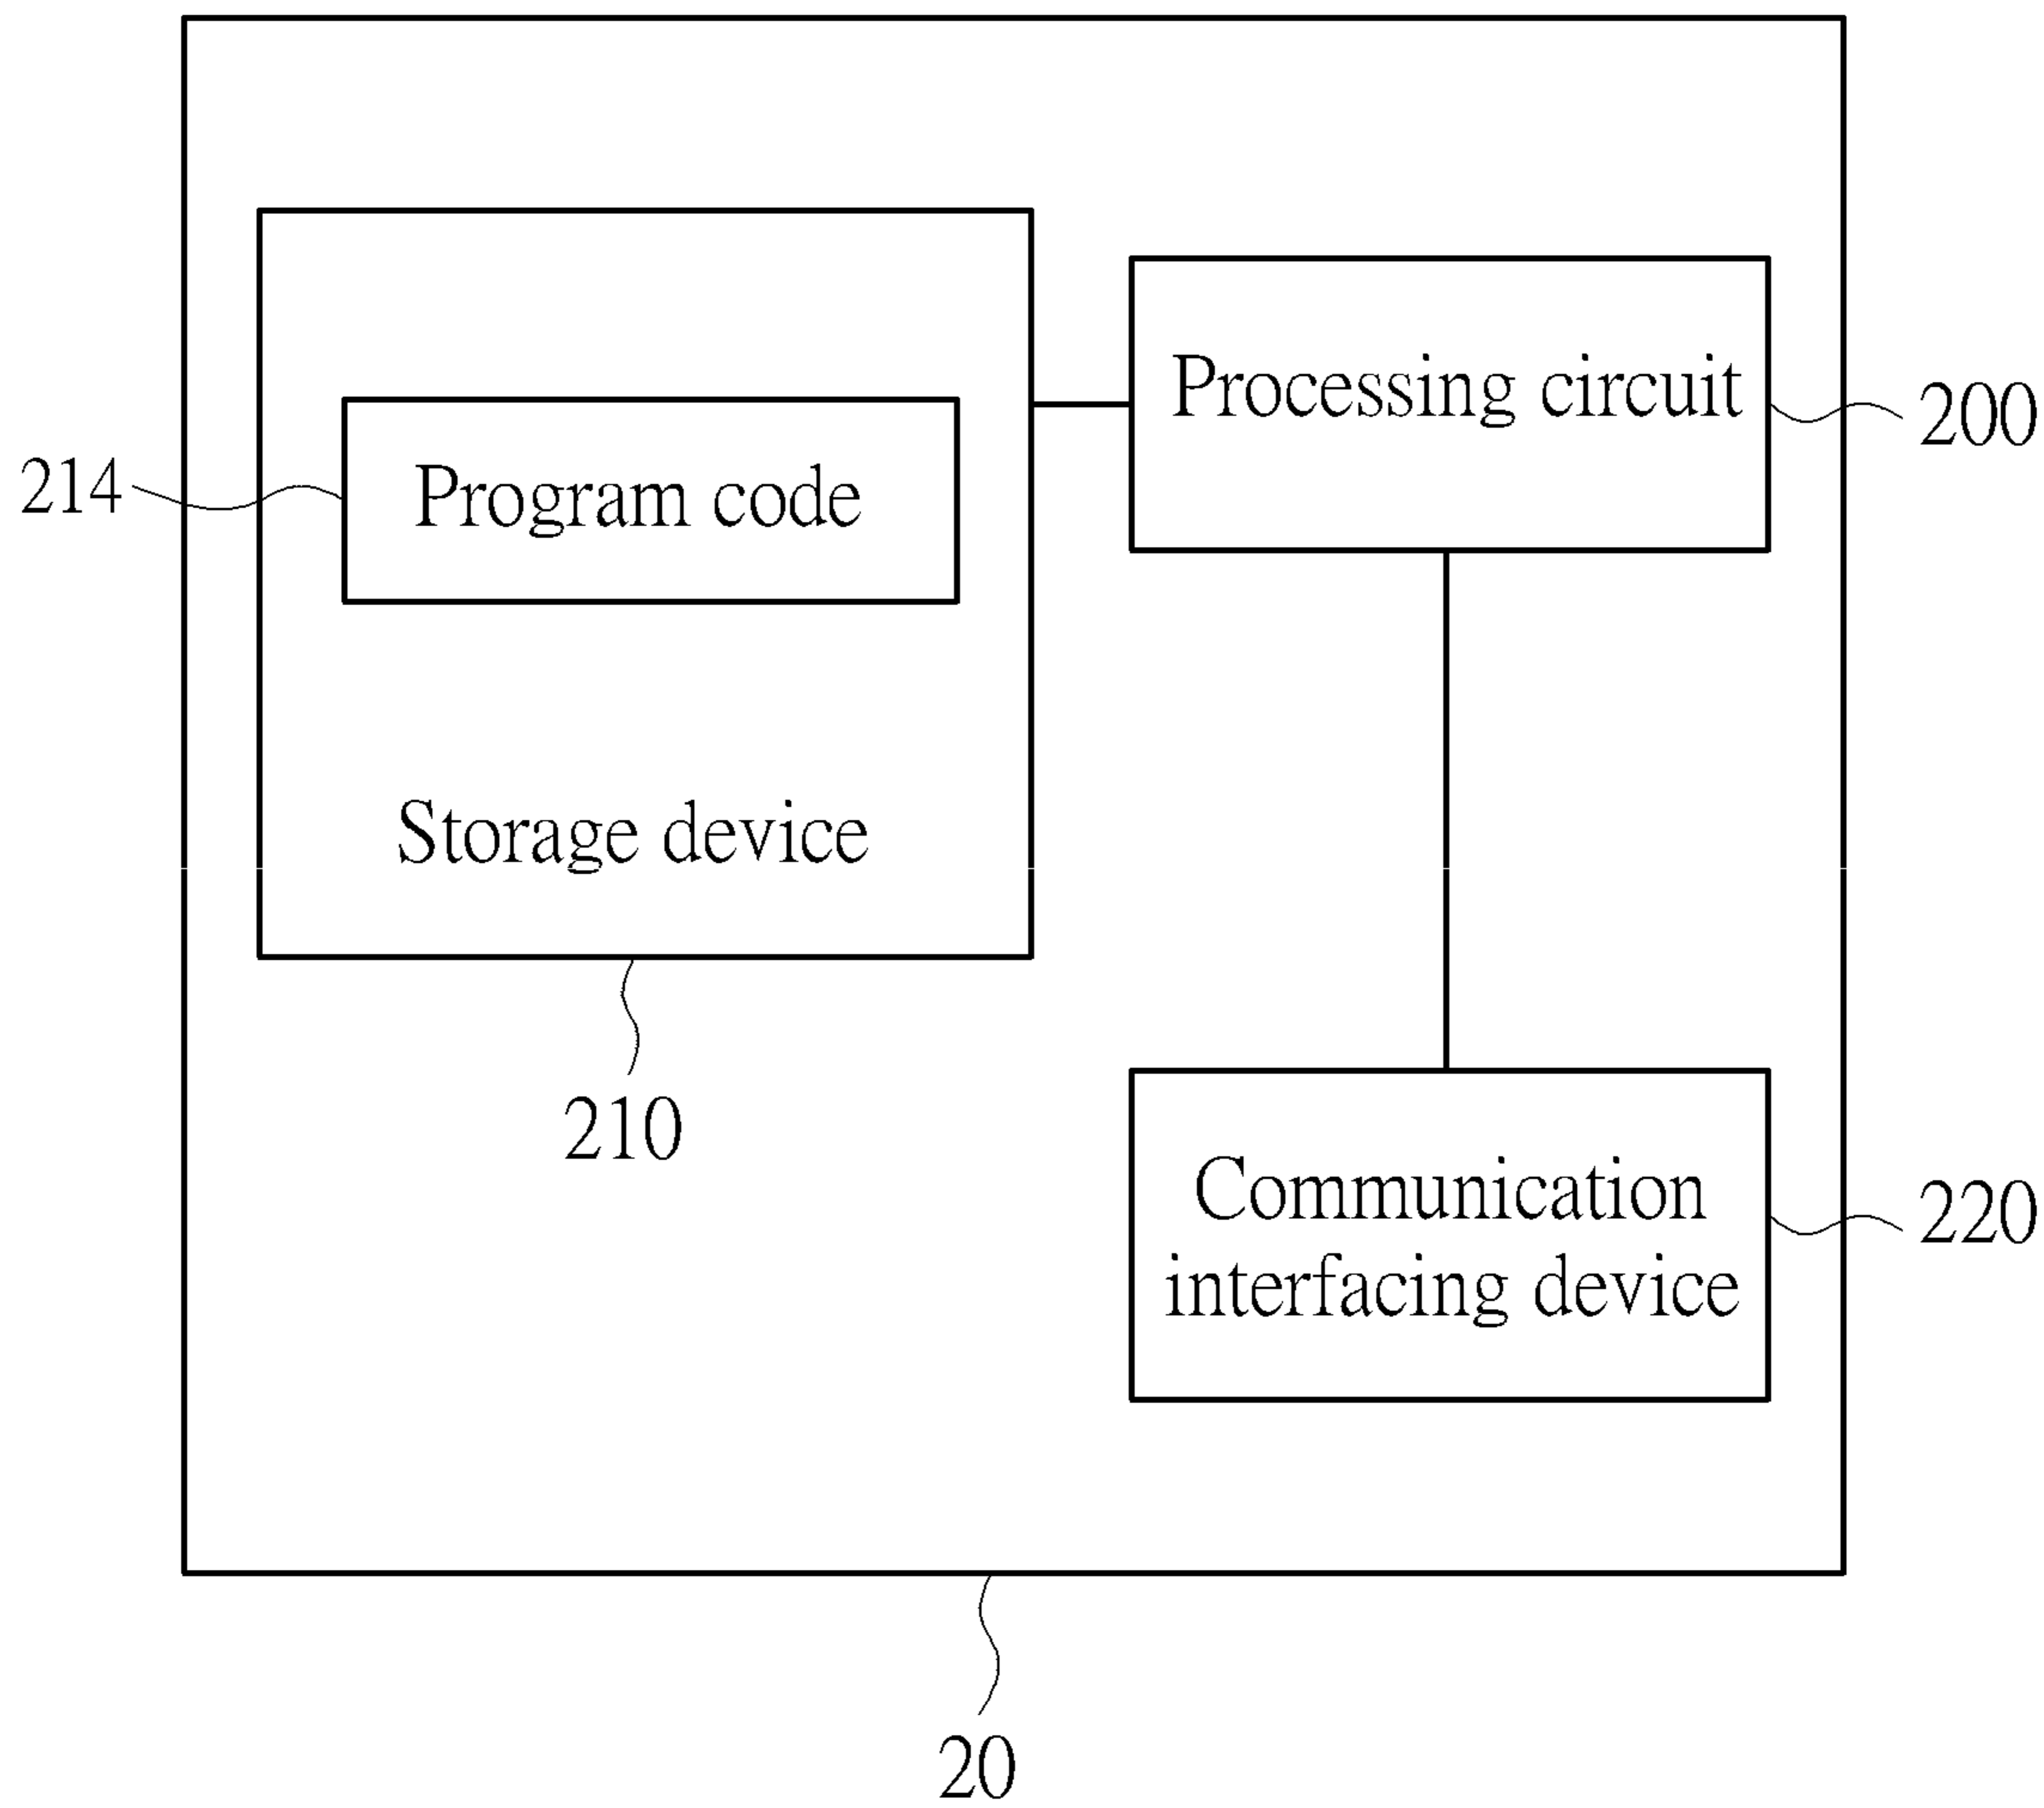 Processing circuit
200
214
Program code
Storage device
210
Communication
interfacing device
220
20